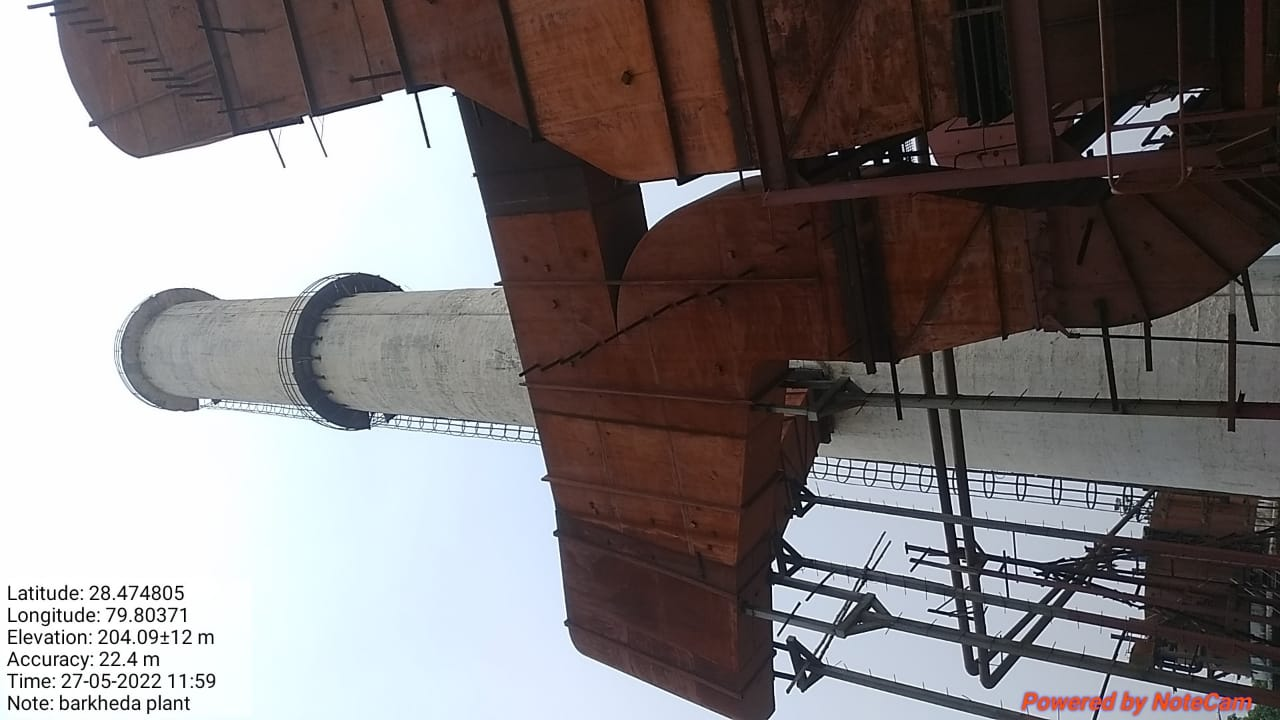 Latitude: 28.474805
Longitude: 79.80371
Elevation: 204.09±12 m
Accuracy: 22.4 m
Time: 27-05-2022 11:59
Note: barkheda plant
Powered by NoteCam